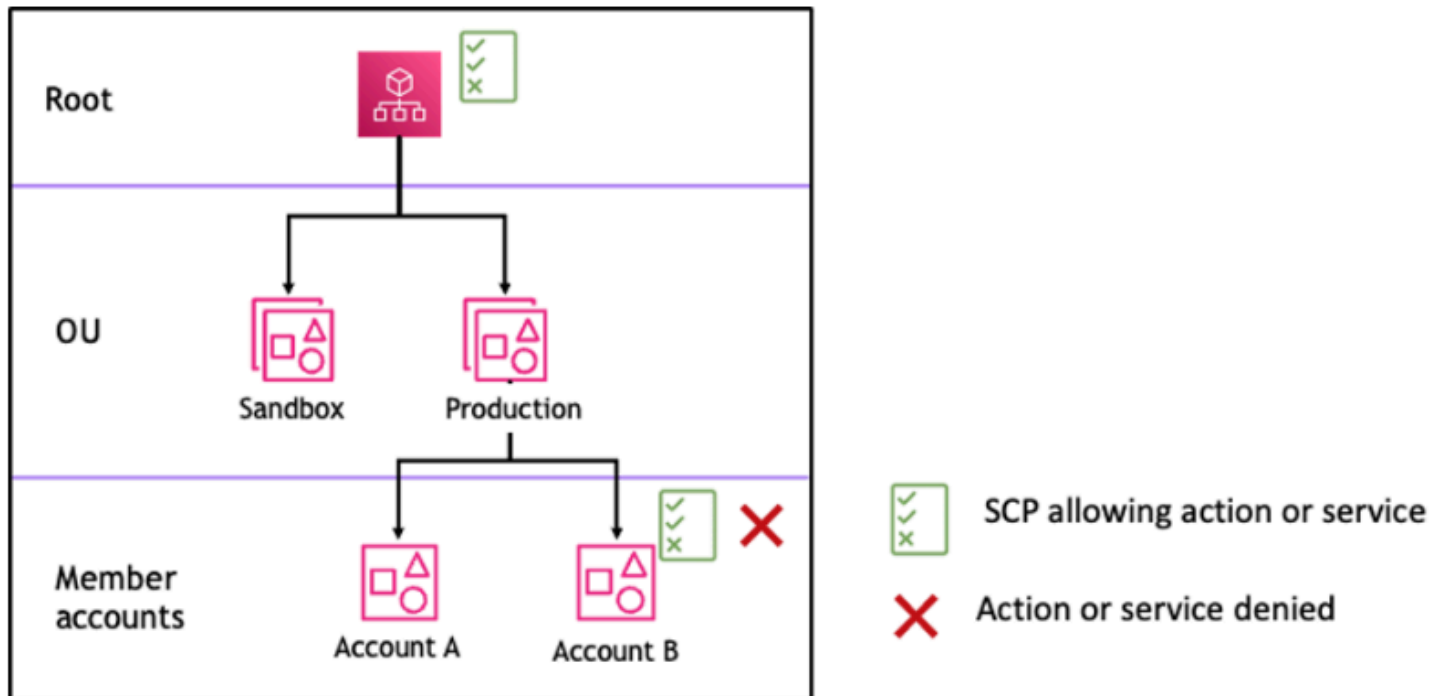 Root
OU
Sandbox
Production
Member
accounts
Account A
Account B
SCP allowing action or service
Action or service denied